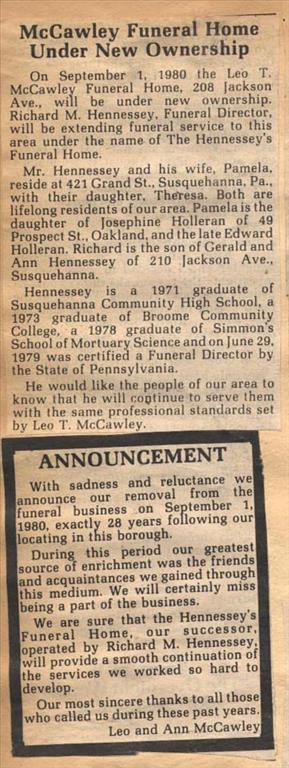 McCawley Funeral Home
Under New Ownership
On September 1, 1980 the Leo T.
McCawley Funeral Home, 208 Jackson
Ave., will be under new ownership.
Richard M. Hennessey, Funeral Director,
will be extending funeral service to this
area under the name of The Hennessey's
Funeral Home.
Mr. Hennessey and his wife, Pamela,
reside at 421 Grand St., Susquehanna, Pa.,
with their daughter, Theresa. Both are
lifelong residents of our area. Pamela is the
daughter of Josephine Holleran of 49
Prospect St., Oakland, and the late Edward
Holleran. Richard is the son of Gerald and
Ann Hennessey of 210 Jackson Ave.,
Susquehanna.
Hennessey is a 1971 graduate of
Susquehanna Community High School, a
1973 graduate of Broome Community
College, a 1978 graduate of Simmon's
School of Mortuary Science and on June 29,
1979 was certified a Funeral Director by
the State of Pennsylvania.
He would like the people of our area to
know that he will continue to serve them
with the same professional standards set
by Leo T. McCawley.
ANNOUNCEMENT
With sadness and reluctance we
announce our removal from the
funeral business on September 1,
1980, exactly 28 years following our
locating in this borough.
During this period our greatest
source of enrichment was the friends
and acquaintances we gained through
this medium. We will certainly miss
being a part of the business.
We are sure that the Hennessey's
Funeral Home, our successor,
operated by Richard M. Hennessey,
will provide a smooth continuation of
the services we worked so hard to
develop.
Our most sincere thanks to all those
who called us during these past years.
Leo and Ann McCawley